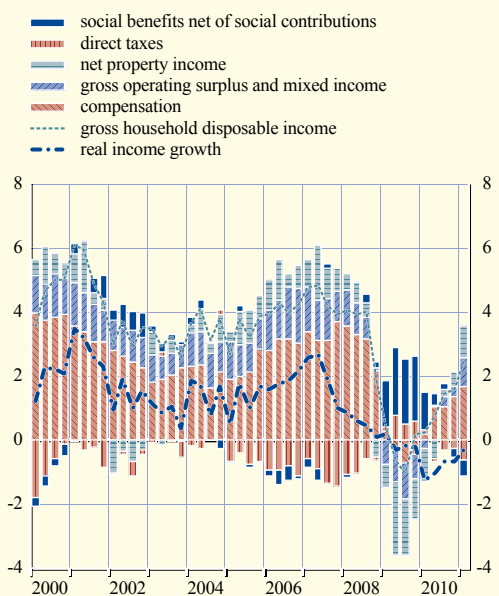 social benefits net of social contributions
direct taxes
net property income
gross operating surplus and mixed income
compensation
gross household disposable income
real income growth
8 8
6 6
4 4
2 2
0 0
-2 -2
-4 -4
2000 2002 2004 2006 2008 2010